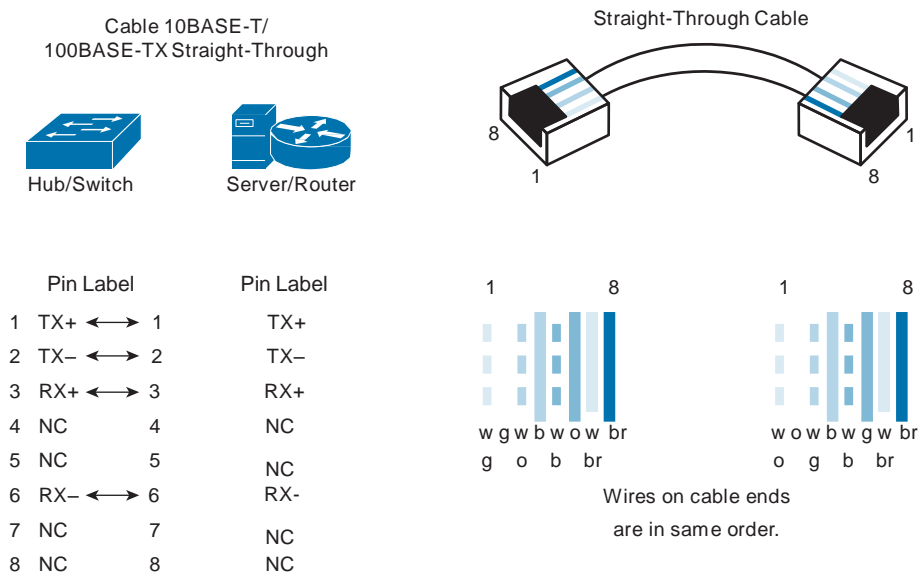 Cable 10BASE-T/
100BASE-TX Straight-Through
Hub/Switch
Server/Router
Pin Label
Pin Label
1 TX+ 1 TX+
2 TX– 2 TX–
3 RX+ 3 RX+
4 NC 4 NC
5 NC 5 NC
6 RX– 6 RX-
7 NC 7 NC
8 NC 8 NC
Straight-Through Cable
8
1
1
8
1 8
w g w b w o w br
g o b br
1 8
w o w b w g w br
o g b br
Wires on cable ends
are in same order.